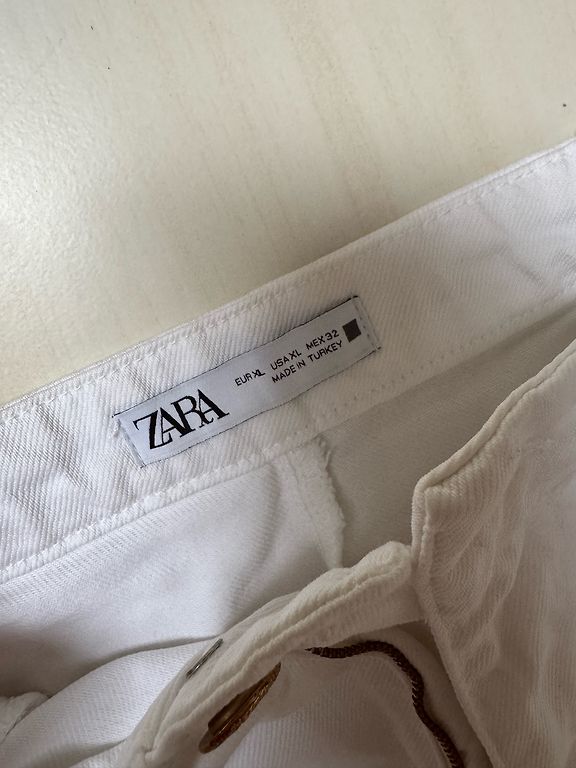 ZARA
EUR XL USA XL MEX 32
MADE IN TURKEY